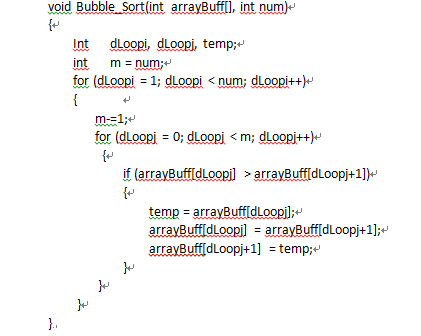 void Bubble_Sort(int arrayBuff[], int num)
{
Int dLoopi, dLoopj, temp;
int m = num;
for (dLoopi = 1; dLoopi < num; dLoopi++)
{
m-=1;
for (dLoopj = 0; dLoopj < m; dLoopj++)
{
if (arrayBuff[dLoopj] > arrayBuff[dLoopj+1])
{
temp = arrayBuff[dLoopj];
arrayBuff[dLoopj] = arrayBuff[dLoopj+1];
arrayBuff[dLoopj+1] = temp;
}
}
}
}